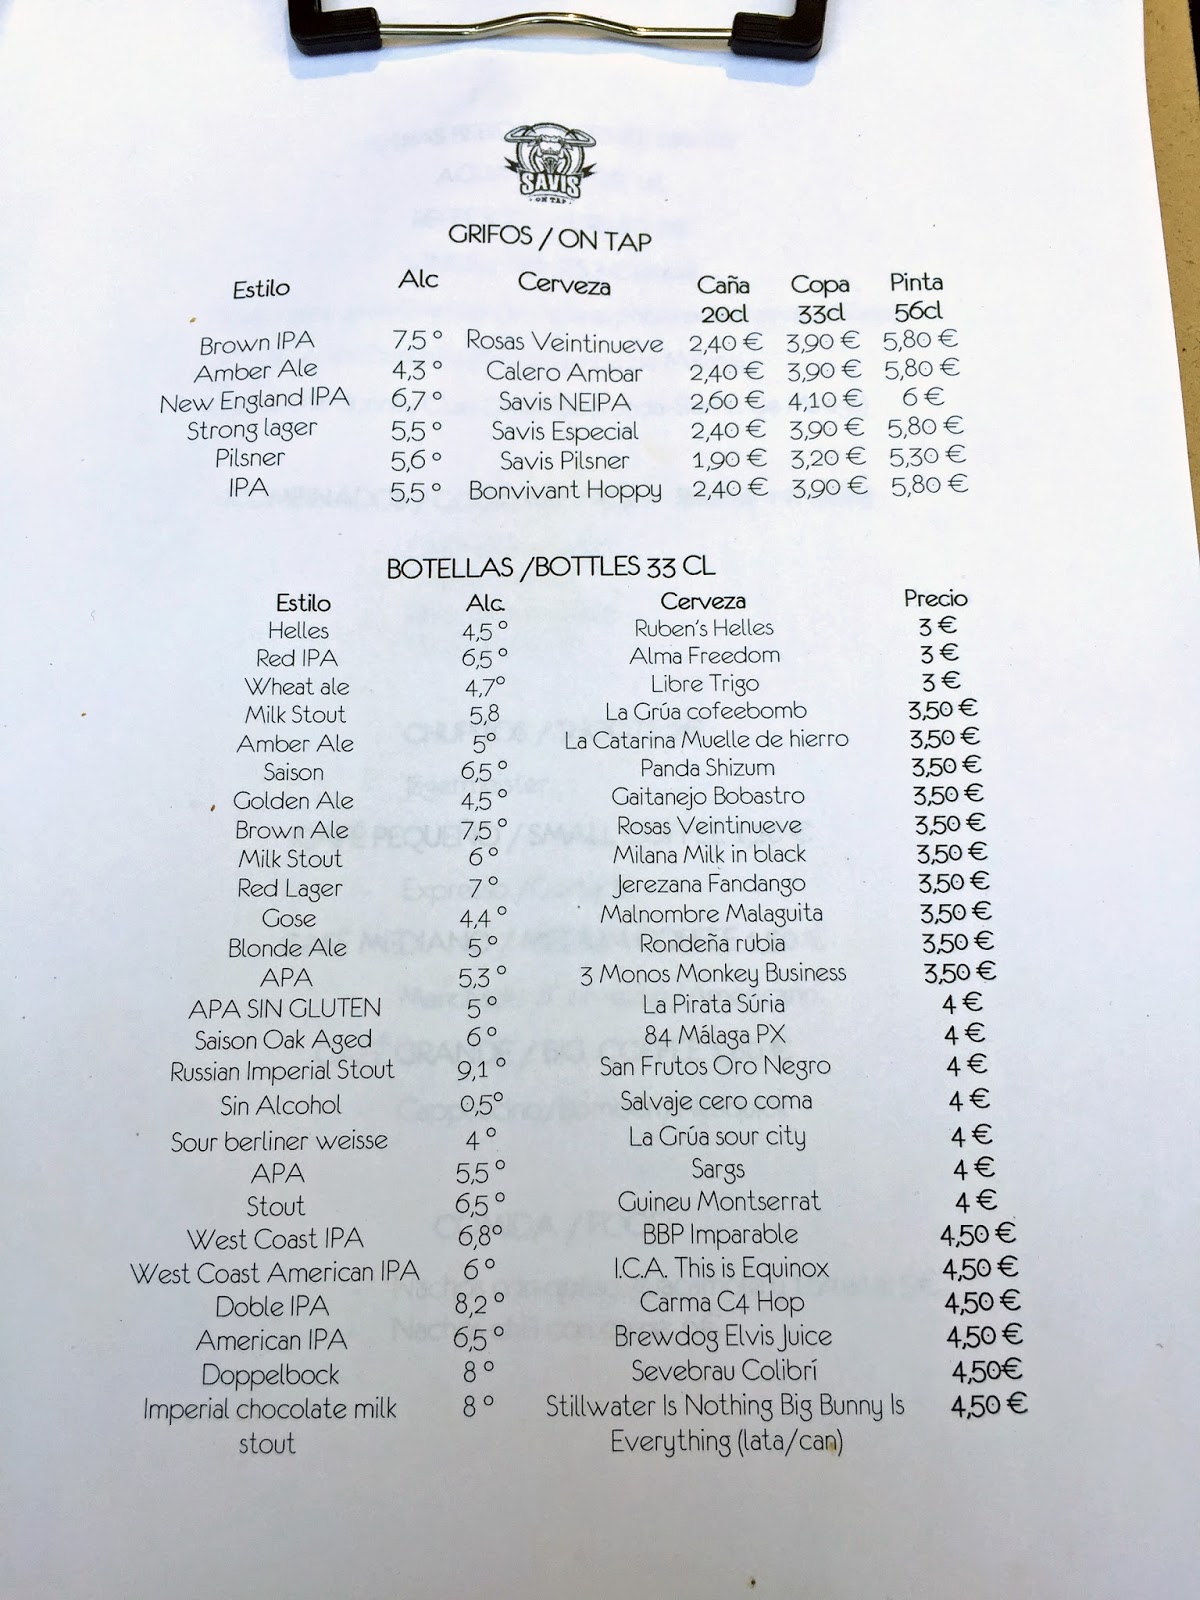 SAVIS
ON TAP
GRIFOS / ON TAP
Estilo Alc Cerveza Caña Copa Pinta
20cl 33cl 56cl
Brown IPA 7,5 º Rosas Veintinueve 2,40 € 3,90 € 5,80 €
Amber Ale 4,3 º Calero Ambar 2,40 € 3,90 € 5,80 €
New England IPA 6,7 º Savis NEIPA 2,60 € 4,10 € 6 €
Strong lager 5,5 º Savis Especial 2,40 € 3,90 € 5,80 €
Pilsner 5,6 º Savis Pilsner 1,90 € 3,20 € 5,30 €
IPA 5,5 º Bonvivant Hoppy 2,40 € 3,90 € 5,80 €
BOTELLAS /BOTTLES 33 CL
Estilo Alc. Cerveza Precio
Helles 4,5 º Ruben's Helles 3 €
Red IPA 6,5 º Alma Freedom 3 €
Wheat ale 4,7º Libre Trigo 3 €
Milk Stout 5,8 La Grúa cofeebomb 3,50 €
Amber Ale 5º La Catarina Muelle de hierro 3,50 €
Saison 6,5 º Panda Shizum 3,50 €
Golden Ale 4,5 º Gaitanejo Bobastro 3,50 €
Brown Ale 7,5 º Rosas Veintinueve 3,50 €
Milk Stout 6 º Milana Milk in black 3,50 €
Red Lager 7 º Jerezana Fandango 3,50 €
Gose 4,4 º Malnombre Malaguita 3,50 €
Blonde Ale 5 º Rondeña rubia 3,50 €
APA 5,3 º 3 Monos Monkey Business 3,50 €
APA SIN GLUTEN 5 º La Pirata Súria 4 €
Saison Oak Aged 6 º 84 Málaga PX 4 €
Russian Imperial Stout 9,1 º San Frutos Oro Negro 4 €
Sin Alcohol 0,5º Salvaje cero coma 4 €
Sour berliner weisse 4 º La Grúa sour city 4 €
APA 5,5 º Sargs 4 €
Stout 6,5 º Guineu Montserrat 4 €
West Coast IPA 6,8º BBP Imparable 4,50 €
West Coast American IPA 6 º I.C.A. This is Equinox 4,50 €
Doble IPA 8,2 º Carma C4 Hop 4,50 €
American IPA 6,5 º Brewdog Elvis Juice 4,50 €
Doppelbock 8 º Sevebrau Colibrí 4,50€
Imperial chocolate milk 8 º Stillwater Is Nothing Big Bunny Is 4,50 €
stout Everything (lata/can)